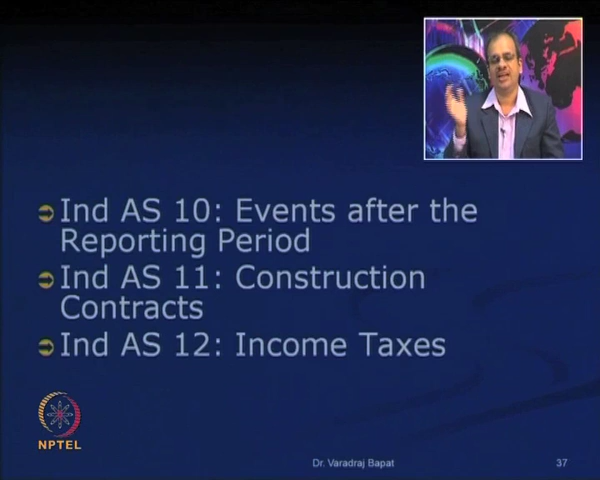 Ind AS 10: Events after the
Reporting Period
Ind AS 11: Construction
Contracts
Ind AS 12: Income Taxes
NPTEL
Dr. Varadraj Bapat
37